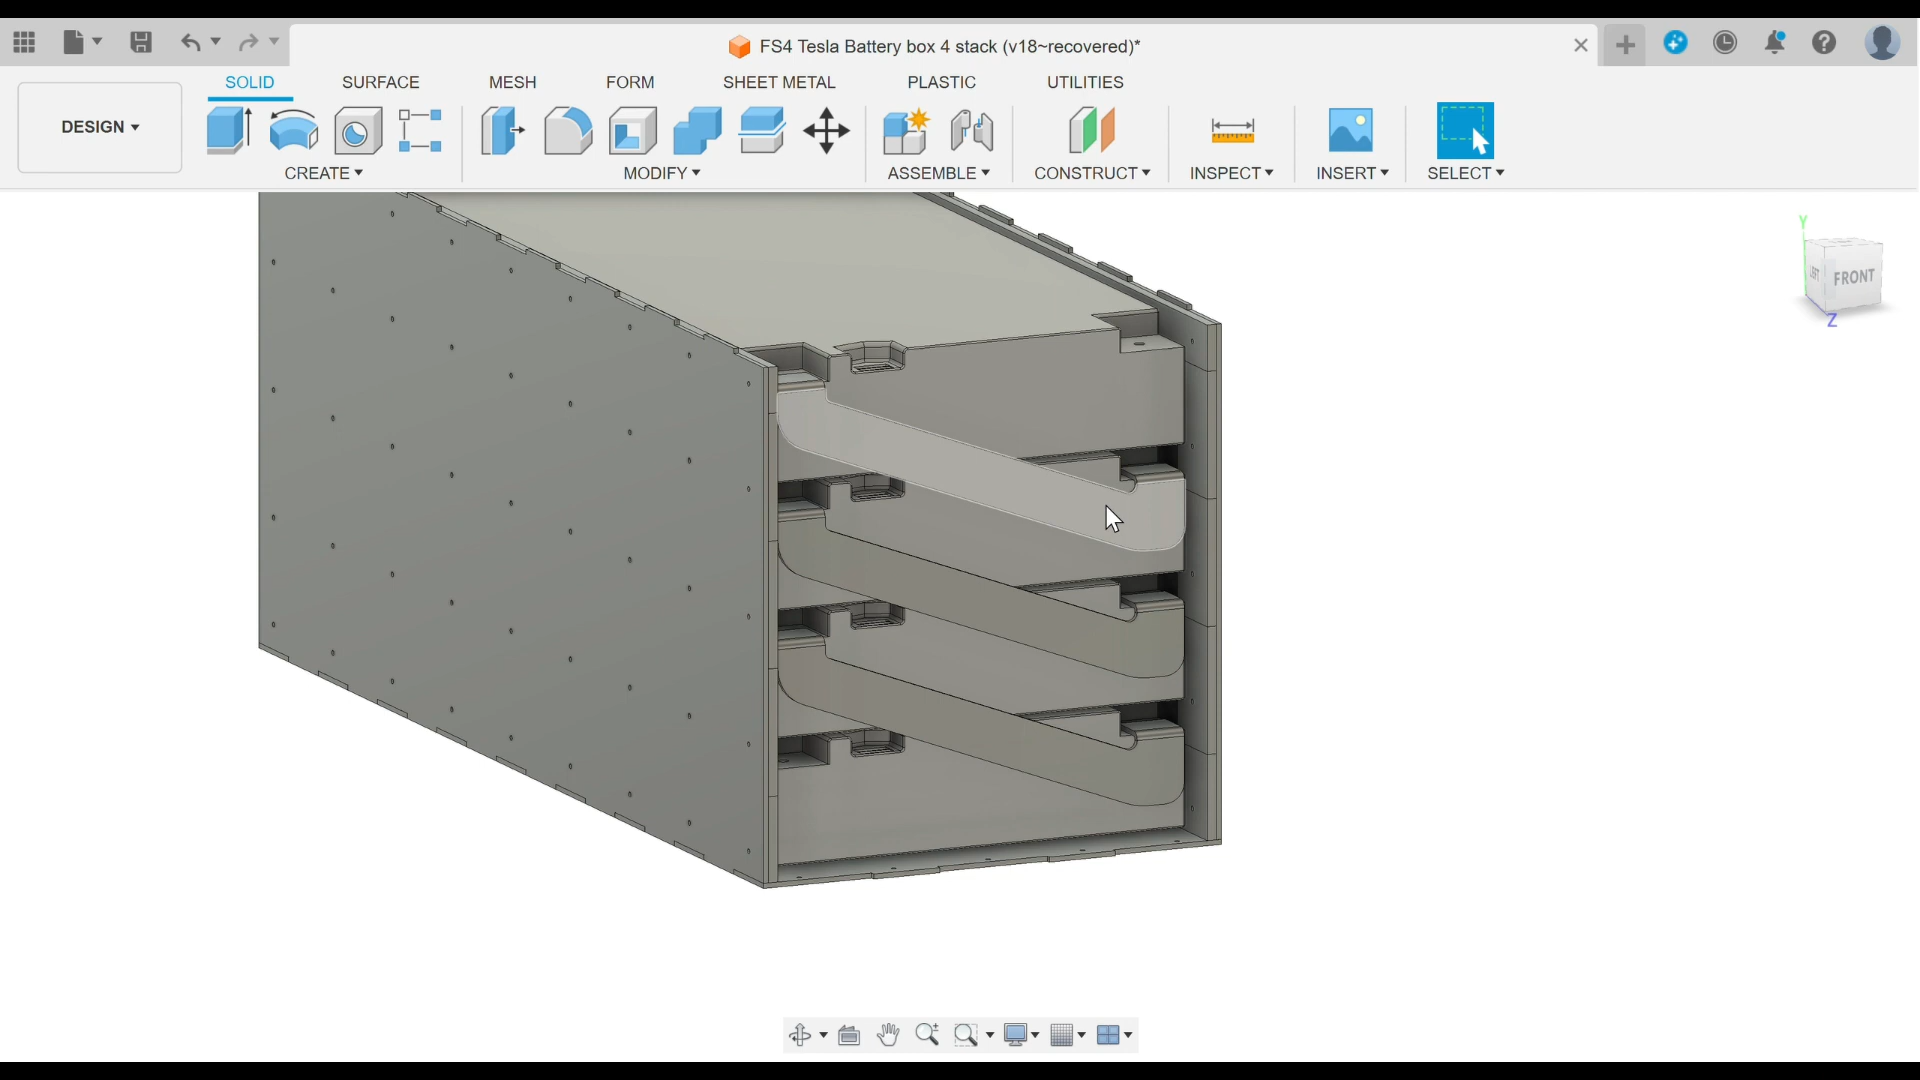 FS4 Tesla Battery box 4 stack (v18~recovered)*
SOLID SURFACE MESH FORM SHEET METAL PLASTIC UTILITIES
DESIGN
CREATE MODIFY ASSEMBLE CONSTRUCT INSPECT INSERT SELECT
Y
LEFT FRONT
Z